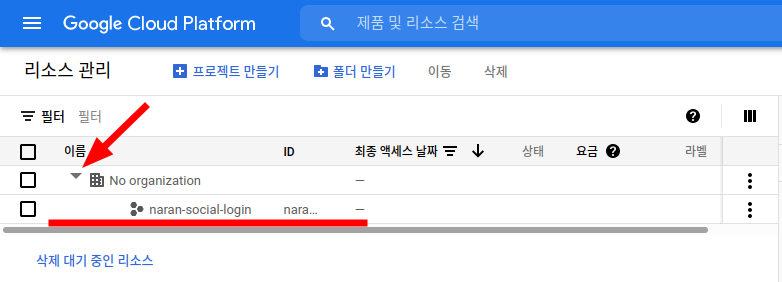 Google Cloud Platform 제품 및 리소스 검색
리소스 관리 프로젝트 만들기 폴더 만들기 이동 삭제
필터 필터
이름 ID 최종 액세스 날짜 상태 요금 라벨
No organization —
naran-social-login nara... —
삭제 대기 중인 리소스